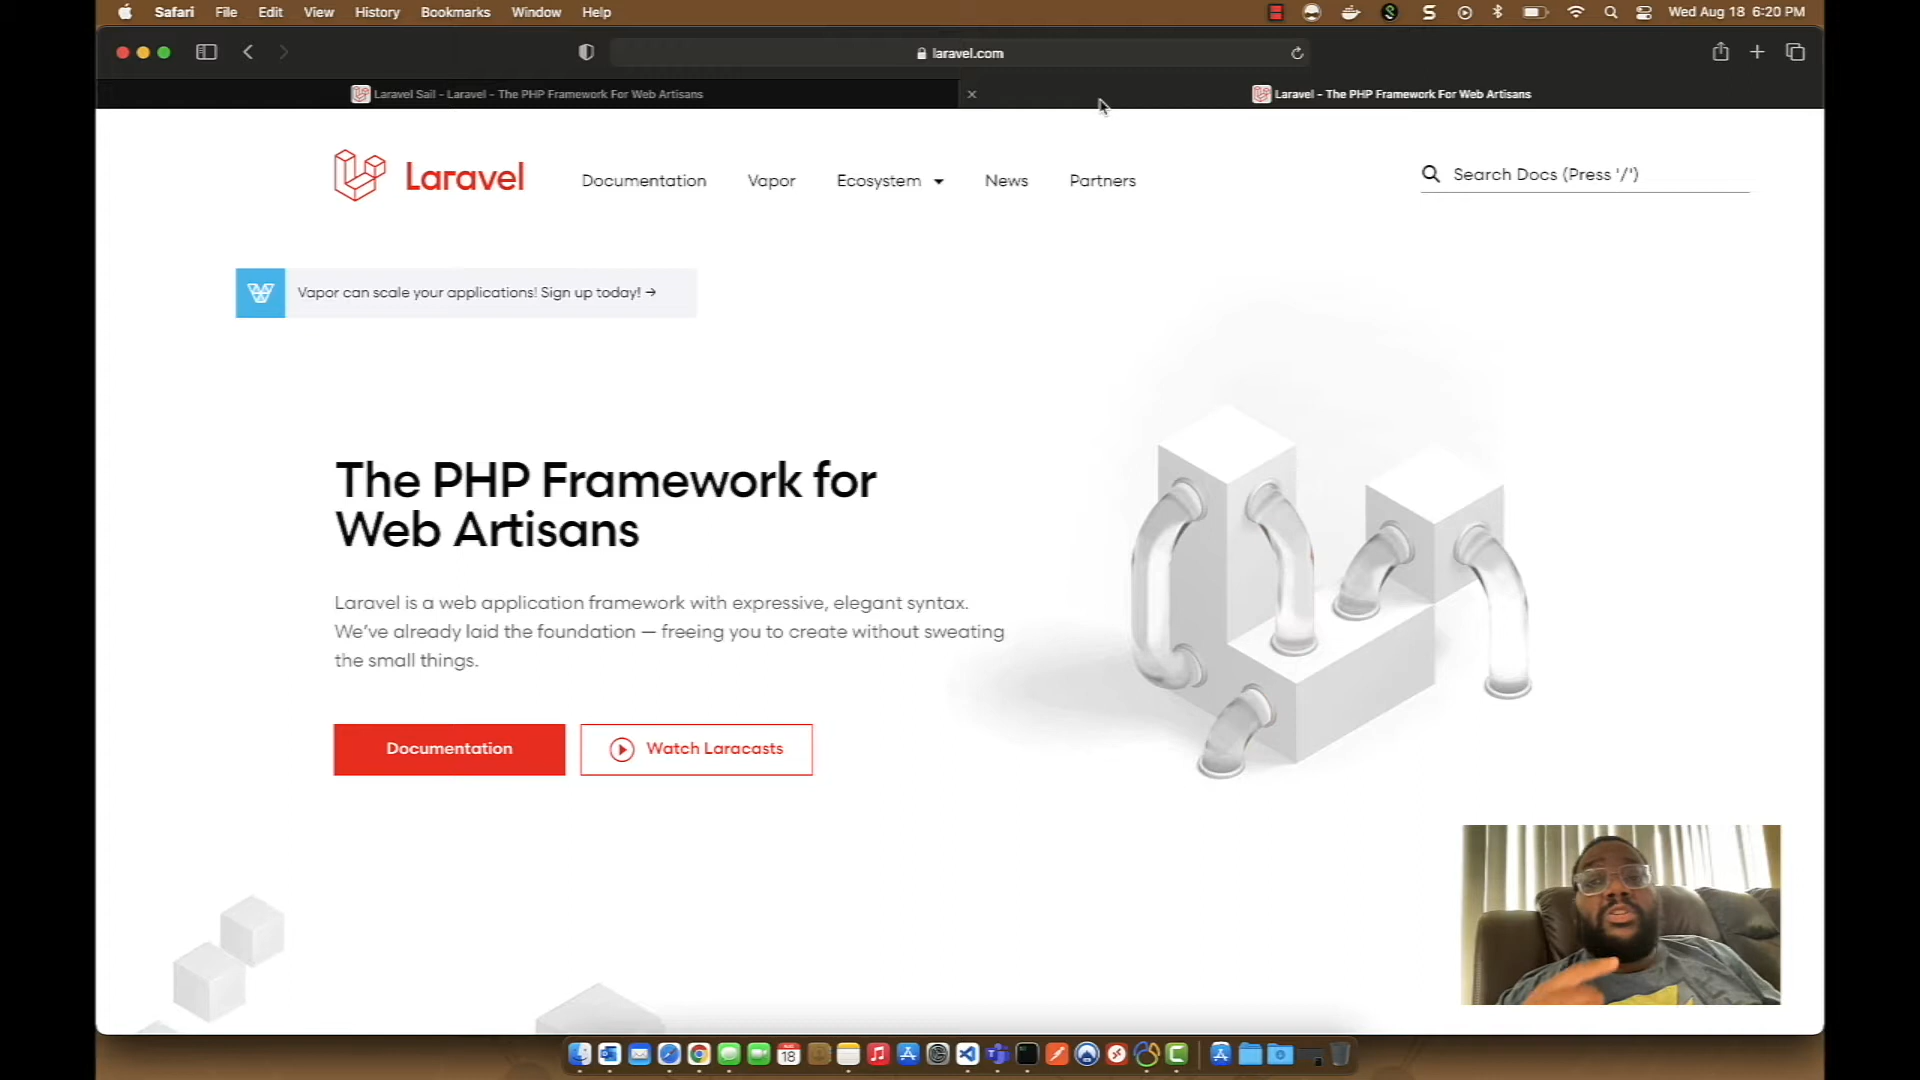 Safari File Edit View History Bookmarks Window Help
Wed Aug 18 6:20 PM
laravel.com
Laravel Sail - Laravel - The PHP Framework For Web Artisans
Laravel - The PHP Framework For Web Artisans
Laravel
Documentation
Vapor
Ecosystem
News
Partners
Search Docs (Press '/')
Vapor can scale your applications! Sign up today! →
The PHP Framework for
Web Artisans
Laravel is a web application framework with expressive, elegant syntax.
We've already laid the foundation — freeing you to create without sweating
the small things.
Documentation
Watch Laracasts
18